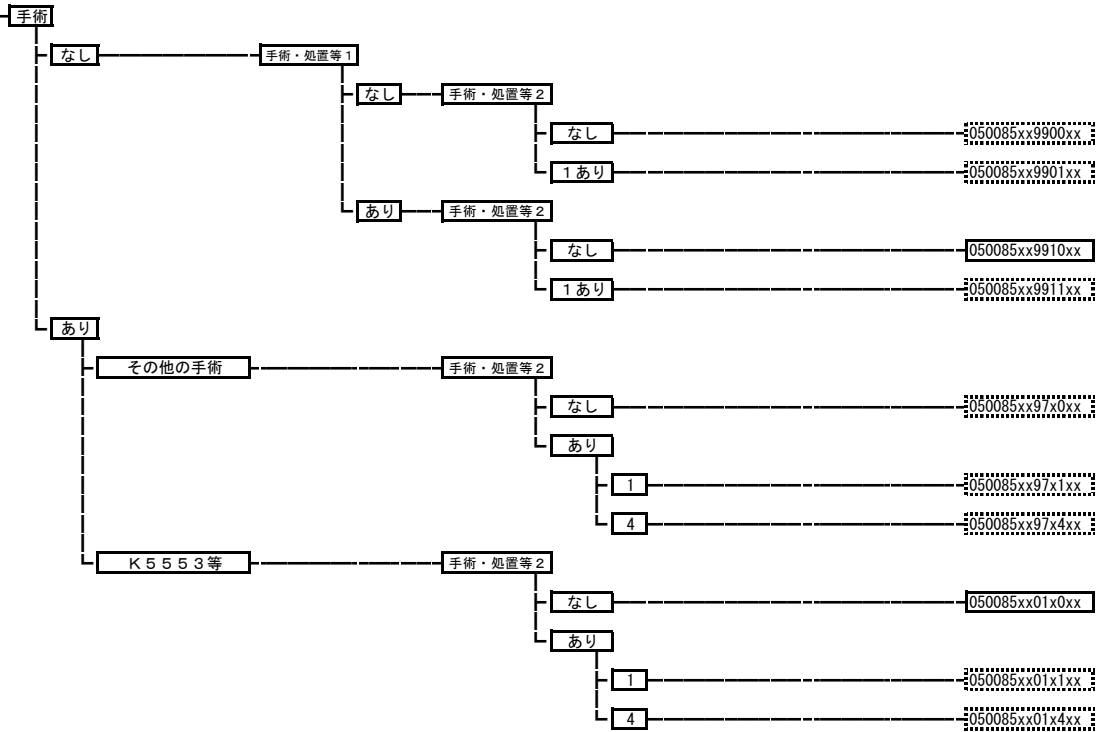 手術
なし 手術・処置等1
なし 手術・処置等2
なし 050085xx9900xx
1あり 050085xx9901xx
あり 手術・処置等2
なし 050085xx9910xx
1あり 050085xx9911xx
あり
その他の手術 手術・処置等2
なし 050085xx97x0xx
あり
1 050085xx97x1xx
4 050085xx97x4xx
K5553等 手術・処置等2
なし 050085xx01x0xx
あり
1 050085xx01x1xx
4 050085xx01x4xx